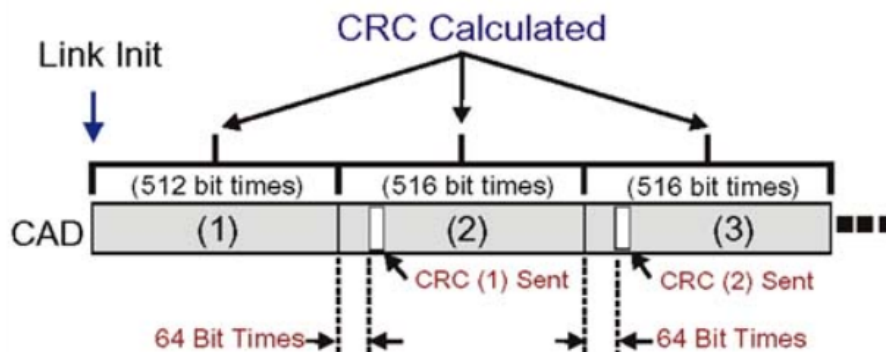 CRC Calculated
Link Init
(512 bit times) (516 bit times) (516 bit times)
CAD (1) (2) (3)
CRC (1) Sent CRC (2) Sent
64 Bit Times 64 Bit Times